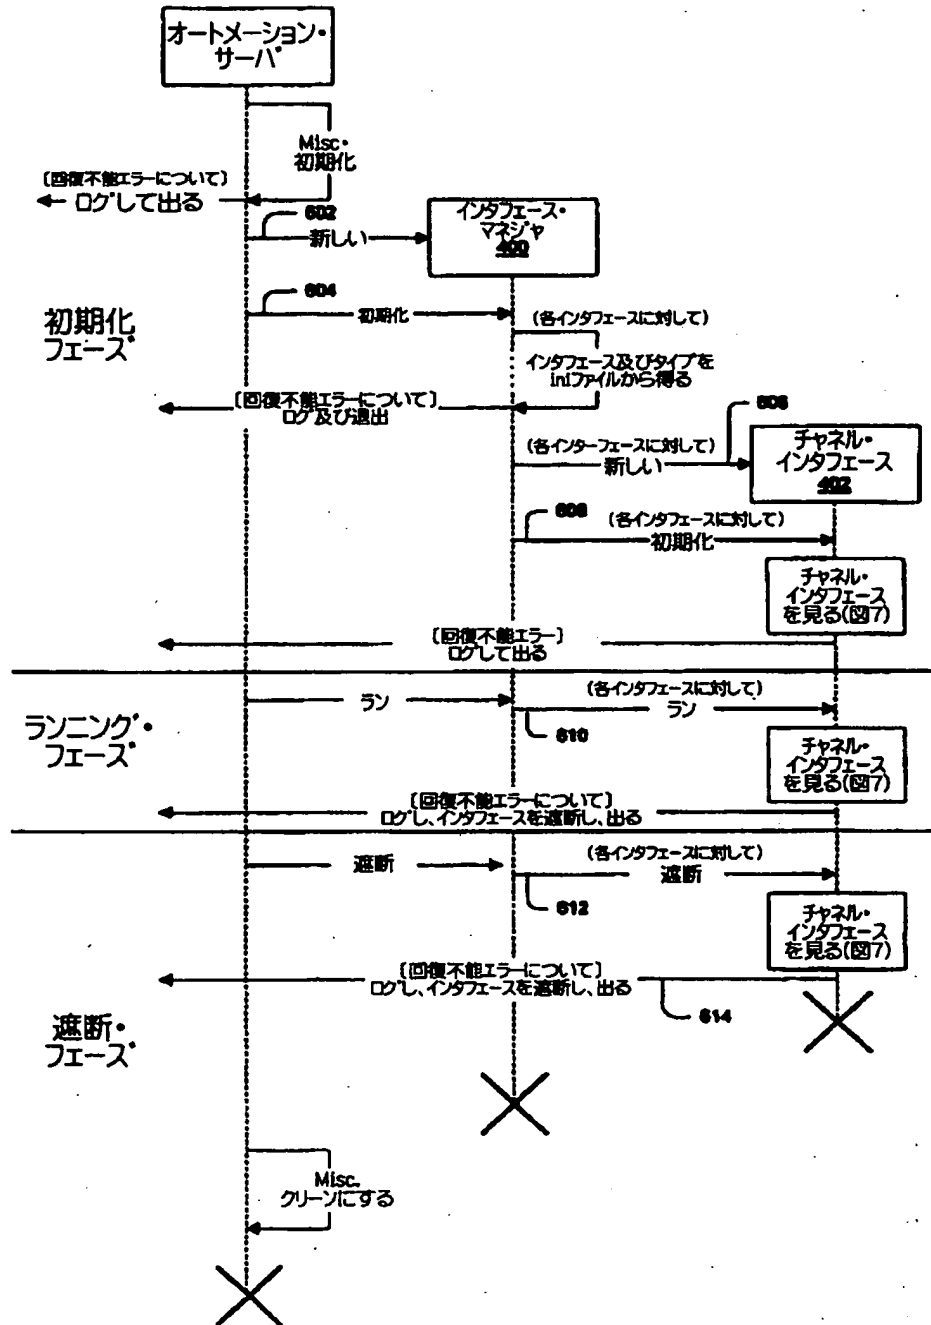 オートメーション・
サーバ
Misc・
初期化
[回復不能エラーについて]
ログして出る
602
新しい
インタフェース・
マネジャ
400
604
初期化
(各インタフェースに対して)
初期化
フェーズ
インタフェース及びタイプを
iniファイルから得る
[回復不能エラーについて]
ログ及び退出
606
(各インターフェースに対して)
新しい
チャネル・
インタフェース
402
608
(各インタフェースに対して)
初期化
チャネル・
インタフェース
を見る(図7)
[回復不能エラー]
ログして出る
ラン
(各インタフェースに対して)
ラン
610
ランニング・
フェーズ
チャネル・
インタフェース
を見る(図7)
[回復不能エラーについて]
ログし、インタフェースを遮断し、出る
遮断
(各インタフェースに対して)
遮断
612
チャネル・
インタフェース
を見る(図7)
[回復不能エラーについて]
ログし、インタフェースを遮断し、出る
614
遮断・
フェーズ
Misc.
クリーンにする